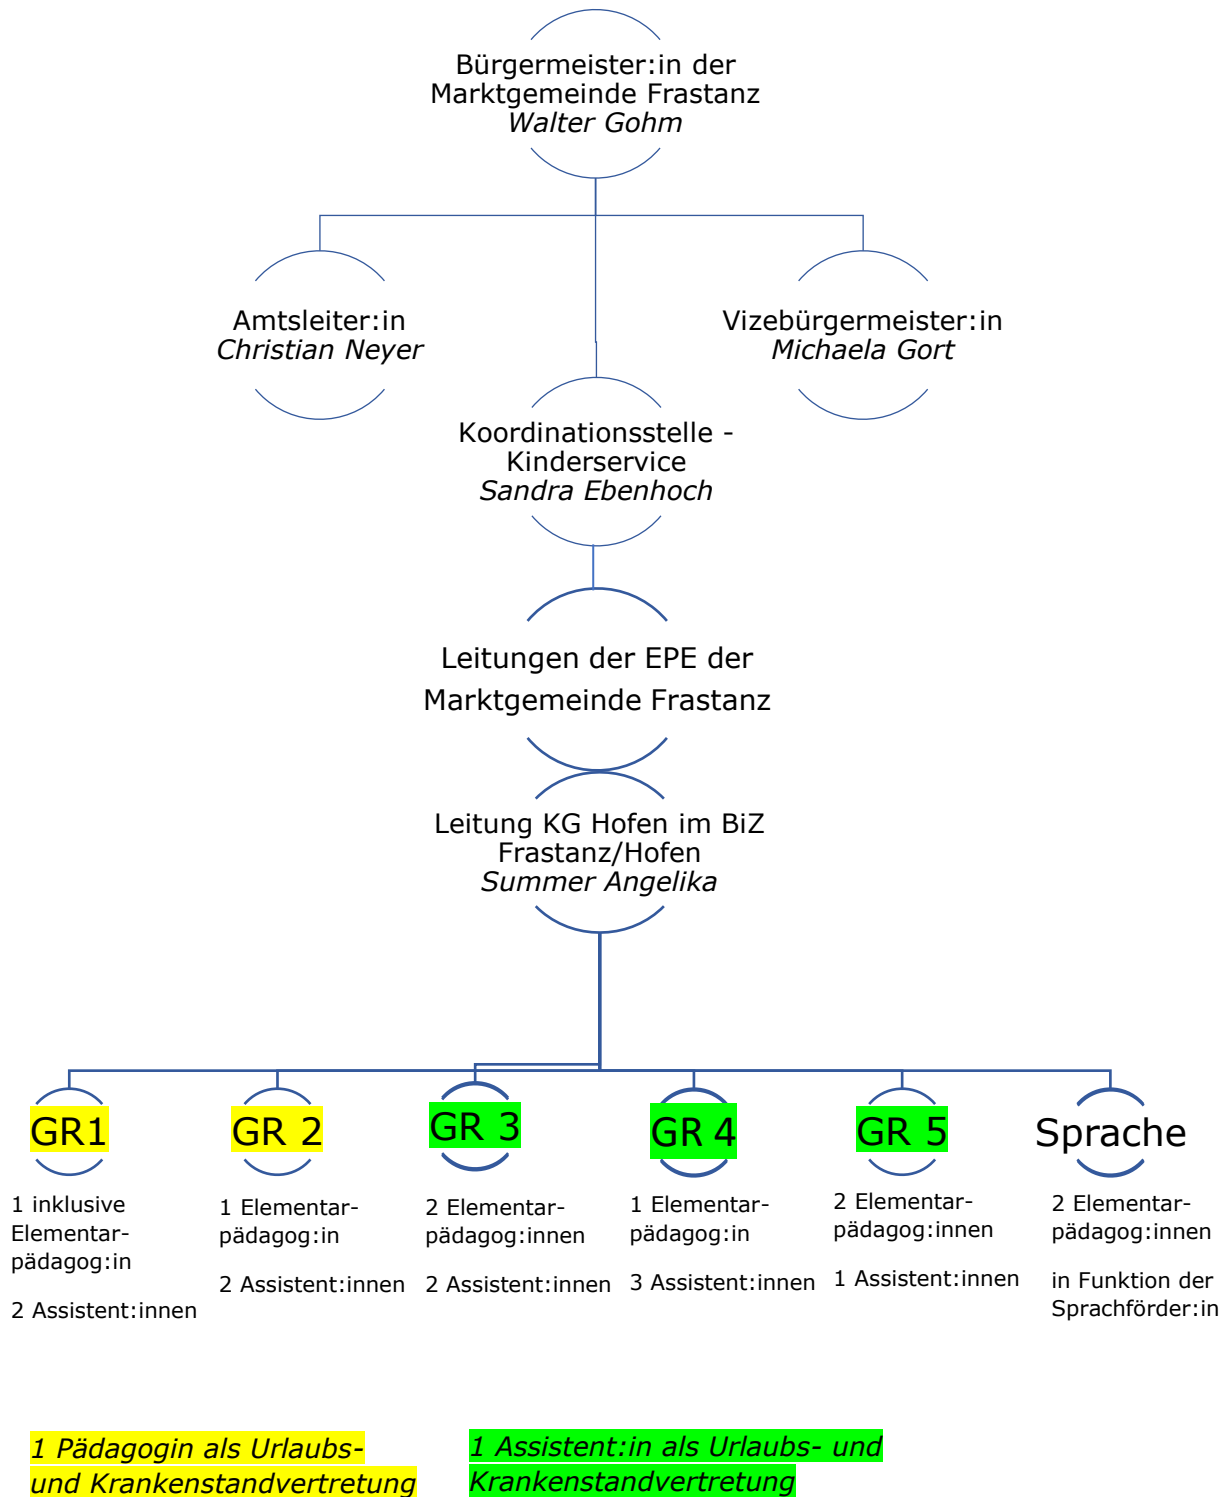 Bürgermeister:in der
Marktgemeinde Frastanz
Walter Gohm
Amtsleiter:in
Christian Neyer
Vizebürgermeister:in
Michaela Gort
Koordinationsstelle -
Kinderservice
Sandra Ebenhoch
Leitungen der EPE der
Marktgemeinde Frastanz
Leitung KG Hofen im BiZ
Frastanz/Hofen
Summer Angelika
GR1
1 inklusive
Elementar-
pädagog:in
2 Assistent:innen
GR 2
1 Elementar-
pädagog:in
2 Assistent:innen
GR 3
2 Elementar-
pädagog:innen
2 Assistent:innen
GR 4
1 Elementar-
pädagog:in
3 Assistent:innen
GR 5
2 Elementar-
pädagog:innen
1 Assistent:innen
Sprache
2 Elementar-
pädagog:innen
in Funktion der
Sprachförder:in
1 Pädagogin als Urlaubs-
und Krankenstandvertretung
1 Assistent:in als Urlaubs- und
Krankenstandvertretung